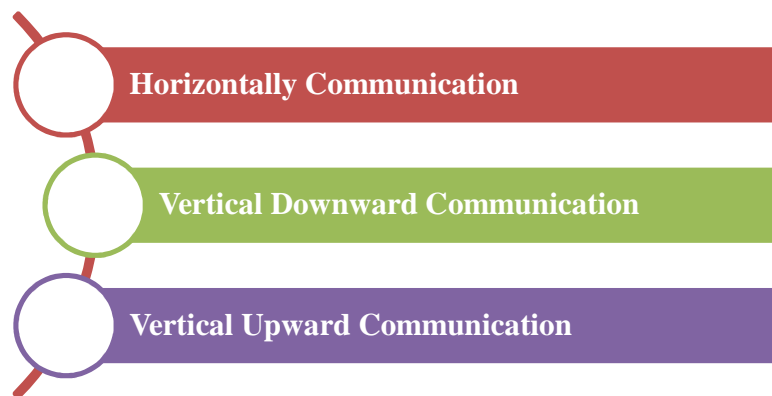 Horizontally Communication
Vertical Downward Communication
Vertical Upward Communication